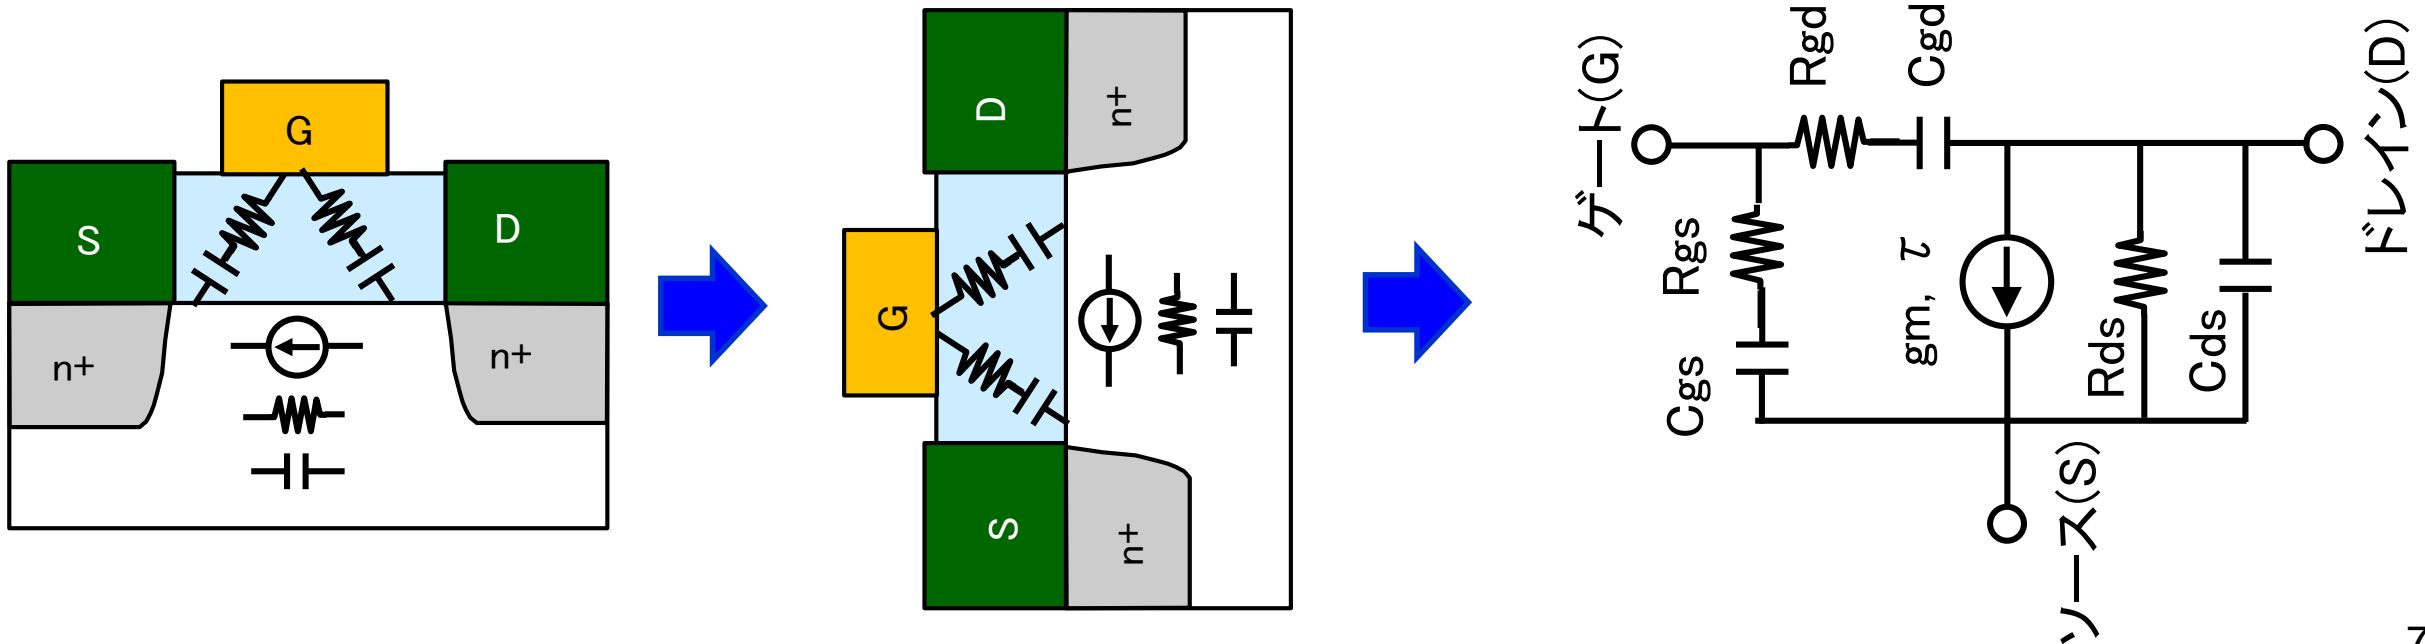 G
S
D
n+
n+
D
n+
G
S
n+
ゲート(G)
Rgd
Cgd
ドレイン(D)
Rgs
Cgs
gm, τ
Rds
Cds
ソース(S)